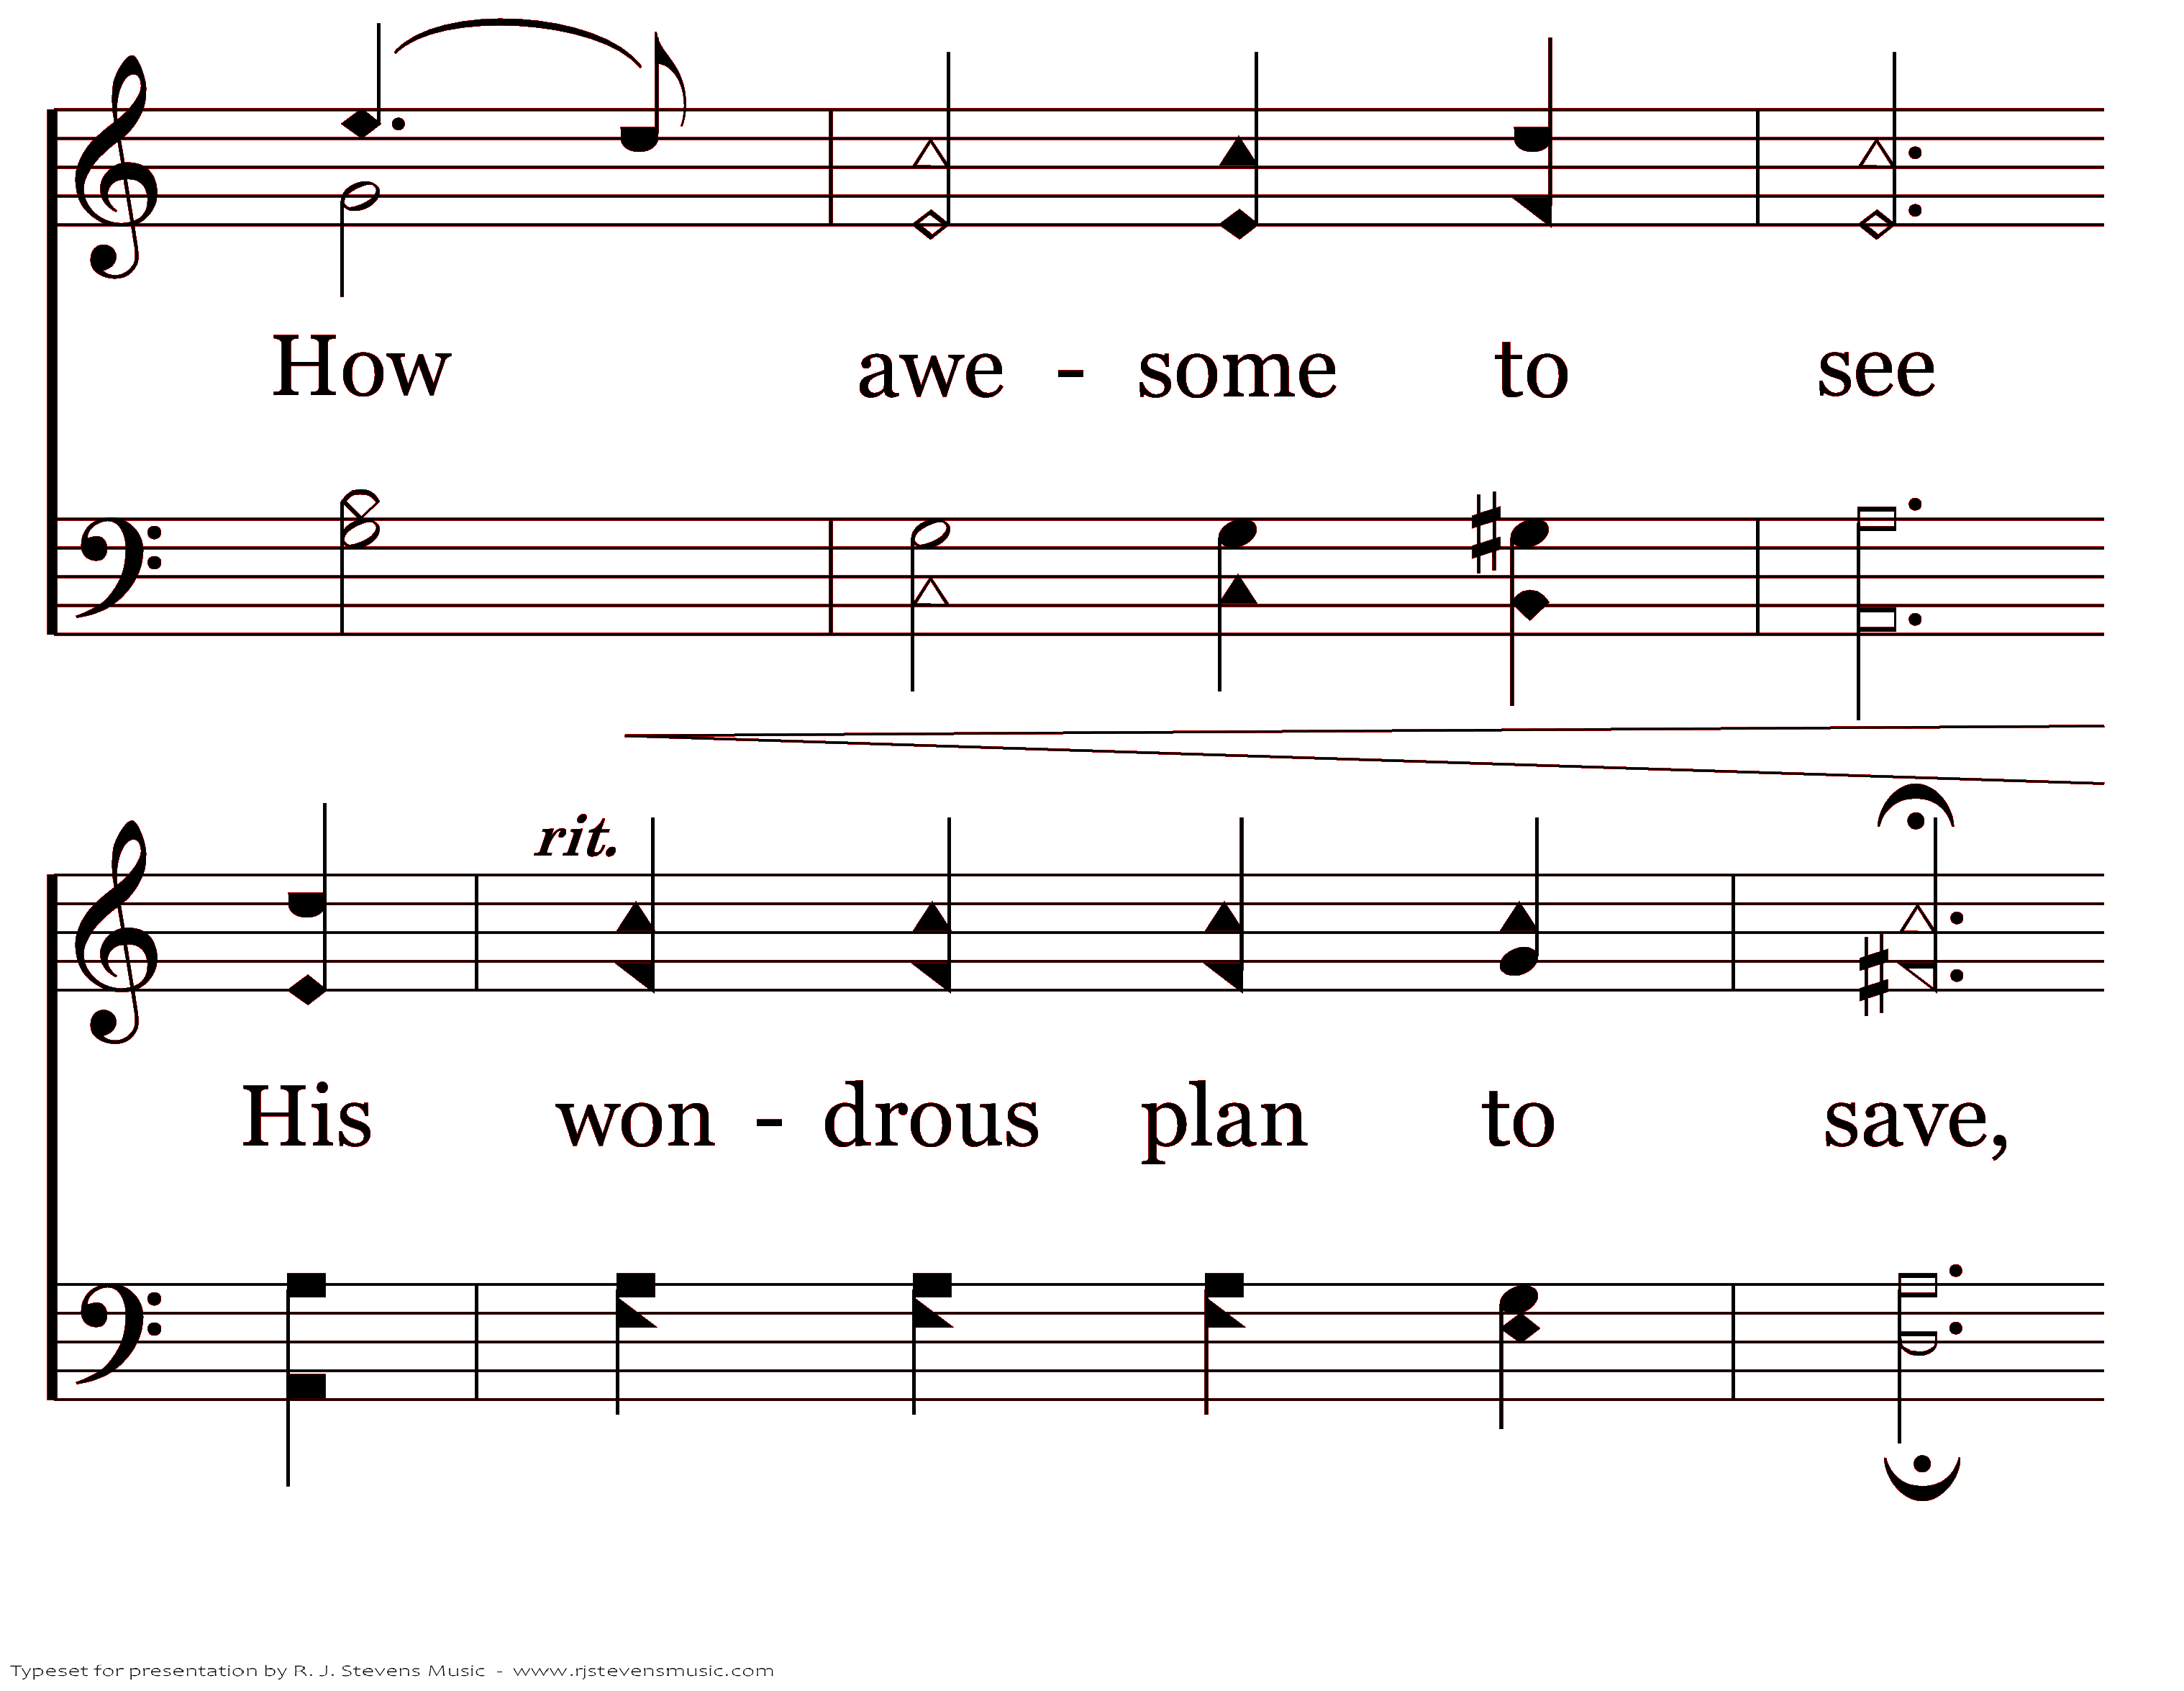 How awe - some to see
rit.
His won - drous plan to save,
Typeset for presentation by R. J. Stevens Music - www.rjstevensmusic.com